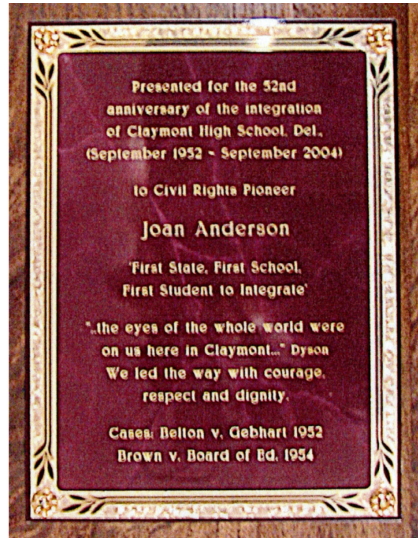 Presented for the 52nd
anniversary of the integration
of Claymont High School, Del.,
(September 1952 - September 2004)
to Civil Rights Pioneer
Joan Anderson
'First State, First School,
First Student to Integrate'
"..the eyes of the whole world were
on us here in Claymont..." Dyson
We led the way with courage,
respect and dignity.
Cases: Belton v. Gebhart 1952
Brown v. Board of Ed. 1954